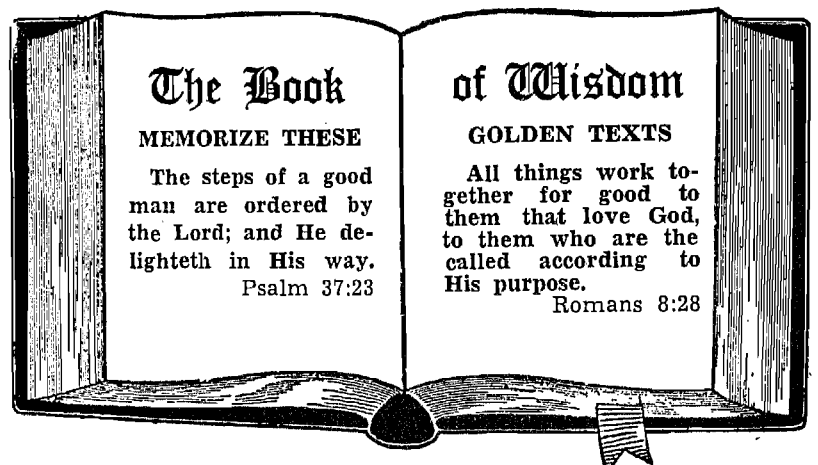 The Book
MEMORIZE THESE
The steps of a good
man are ordered by
the Lord; and He de-
lighteth in His way.
Psalm 37:23
of Wisdom
GOLDEN TEXTS
All things work to-
gether for good to
them that love God,
to them who are the
called according to
His purpose.
Romans 8:28